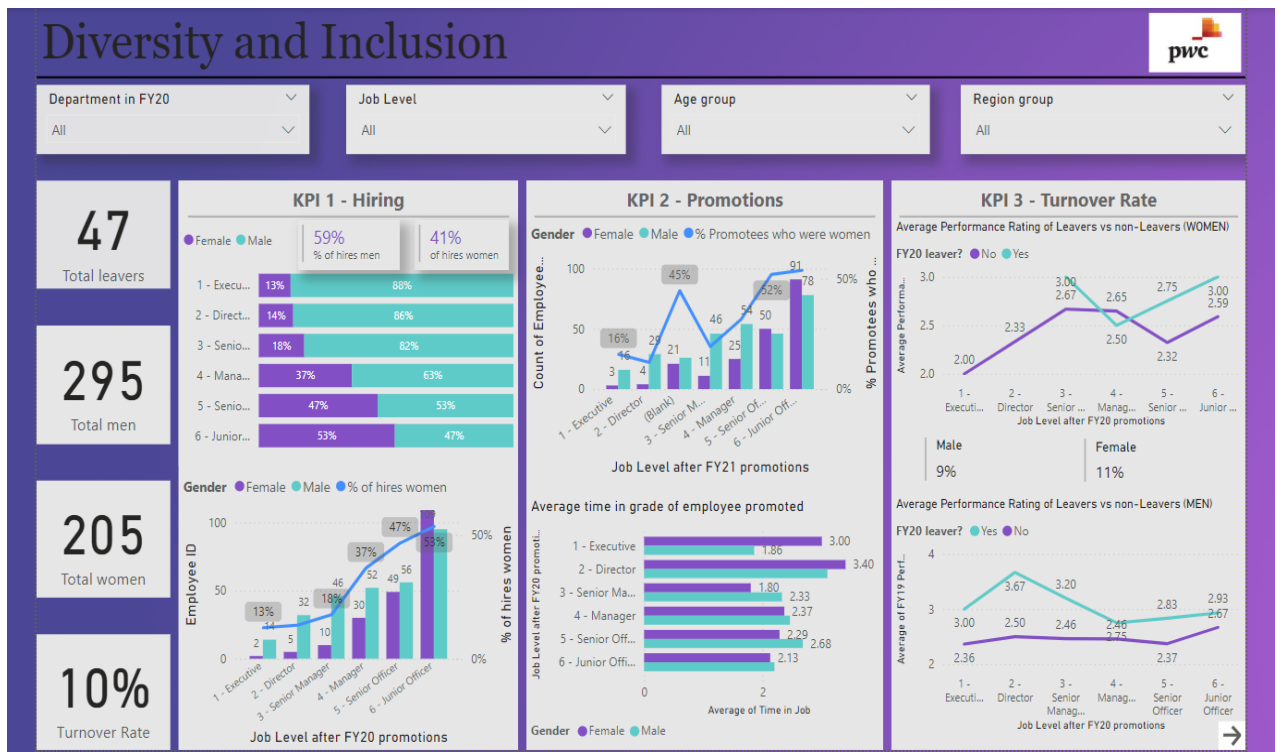 Diversity and Inclusion
pwc
Department in FY20
All
Job Level
All
Age group
All
Region group
All
47
Total leavers
295
Total men
205
Total women
10%
Turnover Rate
KPI 1 - Hiring
Female Male
59%
% of hires men
41%
of hires women
1 - Execu... 13% 88%
2 - Direct... 14% 86%
3 - Senio... 18% 82%
4 - Mana... 37% 63%
5 - Senio... 47% 53%
6 - Junior... 53% 47%
Gender Female Male % of hires women
Employee ID
100
50
0
13% 18% 37% 47% 53%
2 14 5 32 10 46 30 52 49 56
50%
0%
% of hires women
1 - Executive
2 - Director
3 - Senior Manager
4 - Manager
5 - Senior Officer
6 - Junior Officer
Job Level after FY20 promotions
KPI 2 - Promotions
Gender Female Male % Promotees who were women
Count of Employee...
100
50
0
16% 45% 52%
3 16 4 29 21 11 46 25 54 50 91 78
50%
0%
% Promotees who ...
1 - Executive
2 - Director
(Blank)
3 - Senior M...
4 - Manager
5 - Senior Of...
6 - Junior Off...
Job Level after FY21 promotions
Average time in grade of employee promoted
Job Level after FY20 promoti...
1 - Executive 3.00 1.86
2 - Director 3.40
3 - Senior Ma... 1.80 2.33
4 - Manager 2.37
5 - Senior Off... 2.29 2.68
6 - Junior Offi... 2.13
0 2
Average of Time in Job
Gender Female Male
KPI 3 - Turnover Rate
Average Performance Rating of Leavers vs non-Leavers (WOMEN)
FY20 leaver? No Yes
Average Performa...
3.0
2.5
2.0
2.00 2.33 3.00 2.67 2.65 2.50 2.75 2.32 3.00 2.59
1 - Executi...
2 - Director
3 - Senior ...
4 - Manag...
5 - Senior ...
6 - Junior ...
Job Level after FY20 promotions
Male
9%
Female
11%
Average Performance Rating of Leavers vs non-Leavers (MEN)
FY20 leaver? Yes No
Average of FY19 Perf...
4
3
2
3.00 2.36 3.67 2.50 3.20 2.46 2.46 2.75 2.83 2.37 2.93 2.67
1 - Executi...
2 - Director
3 - Senior Manag...
4 - Manag...
5 - Senior Officer
6 - Junior Officer
Job Level after FY20 promotions